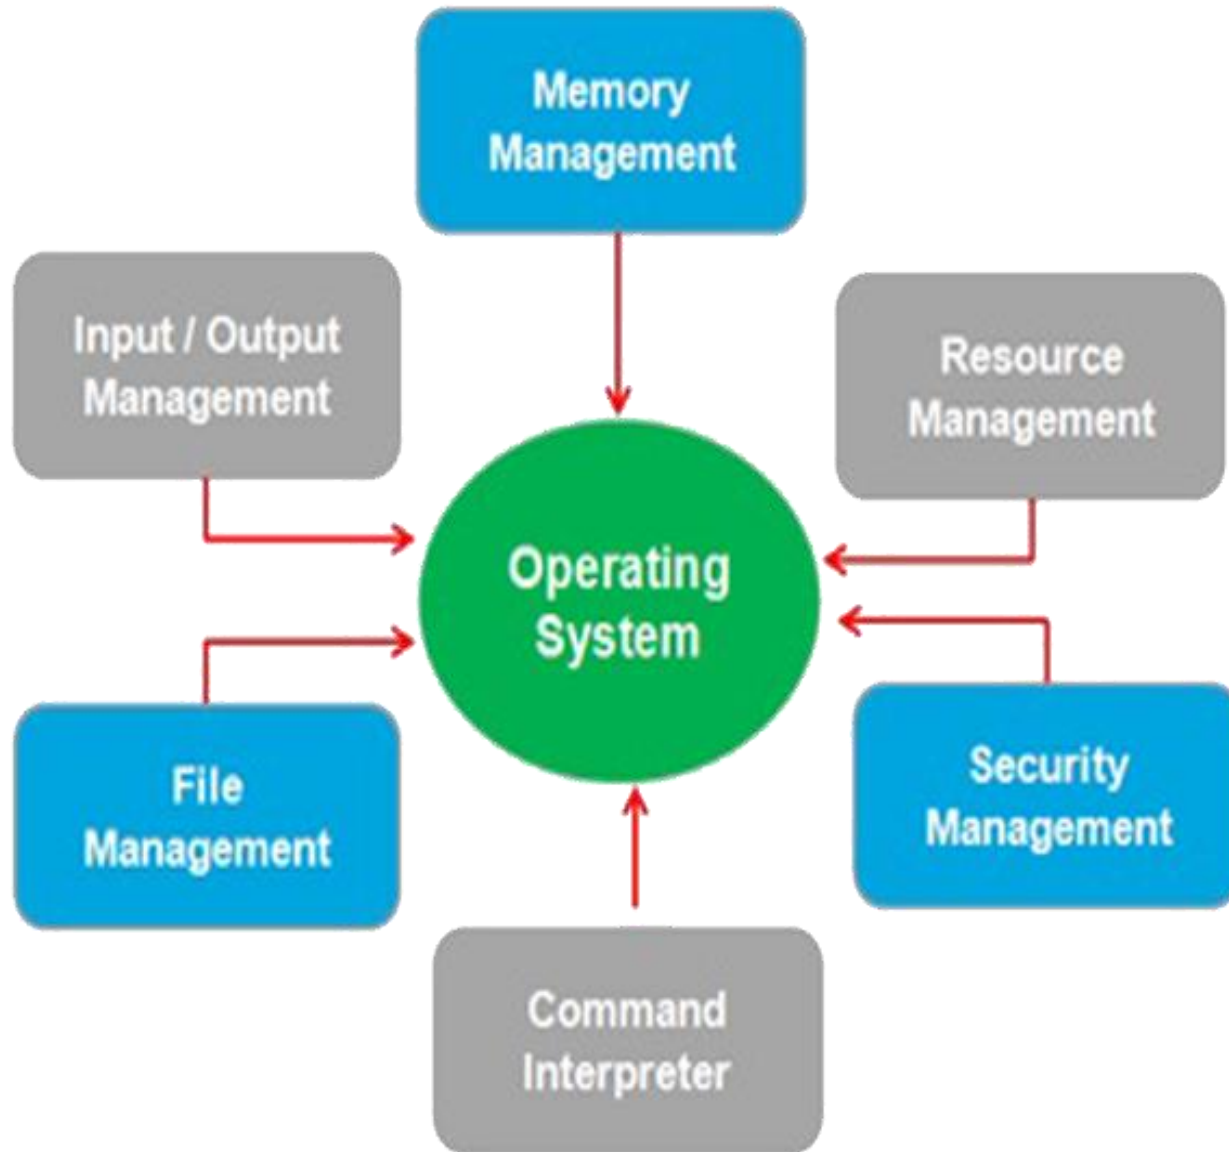 Memory
Management
Input / Output
Management
Resource
Management
Operating
System
File
Management
Security
Management
Command
Interpreter